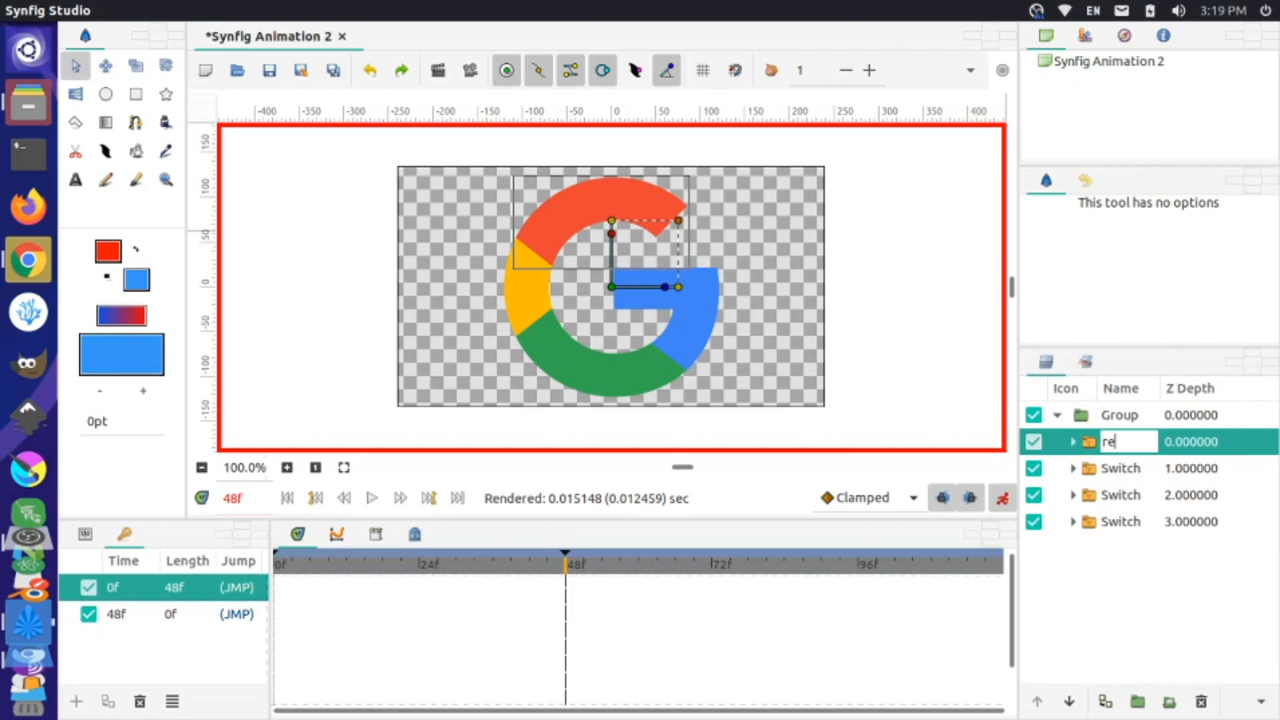 Synfig Studio
EN
3:19 PM
*Synfig Animation 2
1
Synfig Animation 2
-400 -350 -300 -250 -200 -150 -100 -50 0 50 100 150 200 250 300 350 400
150
100
50
0
-50
-100
-150
This tool has no options
0pt
100.0%
48f
Rendered: 0.015148 (0.012459) sec
Clamped
Icon Name Z Depth
Group 0.000000
re 0.000000
Switch 1.000000
Switch 2.000000
Switch 3.000000
Time Length Jump
0f 48f (JMP)
48f 0f (JMP)
0f 24f 48f 72f 96f